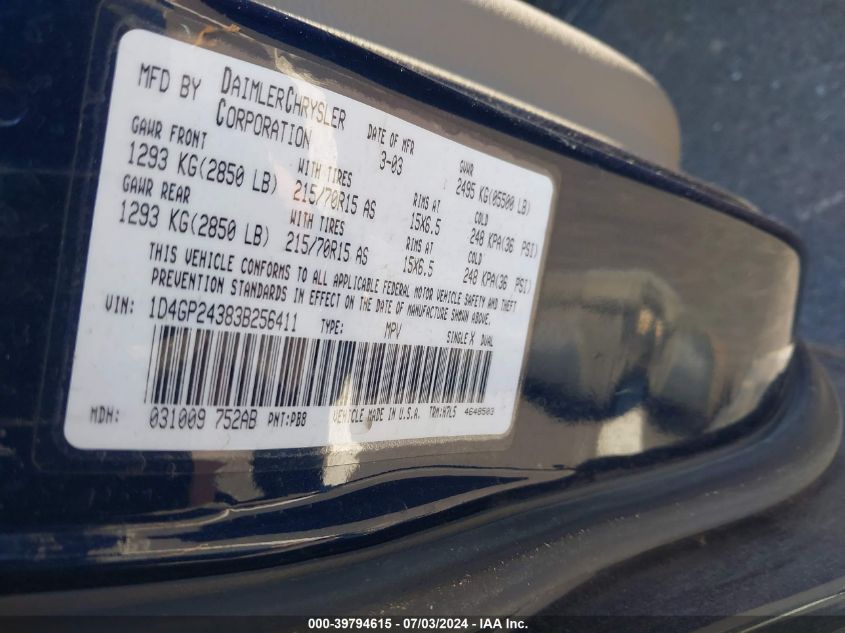 MFD BY DAIMLERCHRYSLER CORPORATION DATE OF MFR 3-03 GVWR 2495 KG(05500 LB)
GAWR FRONT 1293 KG(2850 LB) WITH TIRES 215/70R15 AS RIMS AT 15X6.5 COLD 248 KPA(36 PSI)
GAWR REAR 1293 KG(2850 LB) WITH TIRES 215/70R15 AS RIMS AT 15X6.5 COLD 248 KPA(36 PSI)
THIS VEHICLE CONFORMS TO ALL APPLICABLE FEDERAL MOTOR VEHICLE SAFETY AND THEFT
PREVENTION STANDARDS IN EFFECT ON THE DATE OF MANUFACTURE SHOWN ABOVE.
VIN: 1D4GP24383B256411 TYPE: MPV SINGLE X DUAL
MDH: 031009 752AB PNT:PB8 VEHICLE MADE IN U.S.A. TRM:H7L5 4648503
000-39794615 / 07/03/2024 - IAA Inc.